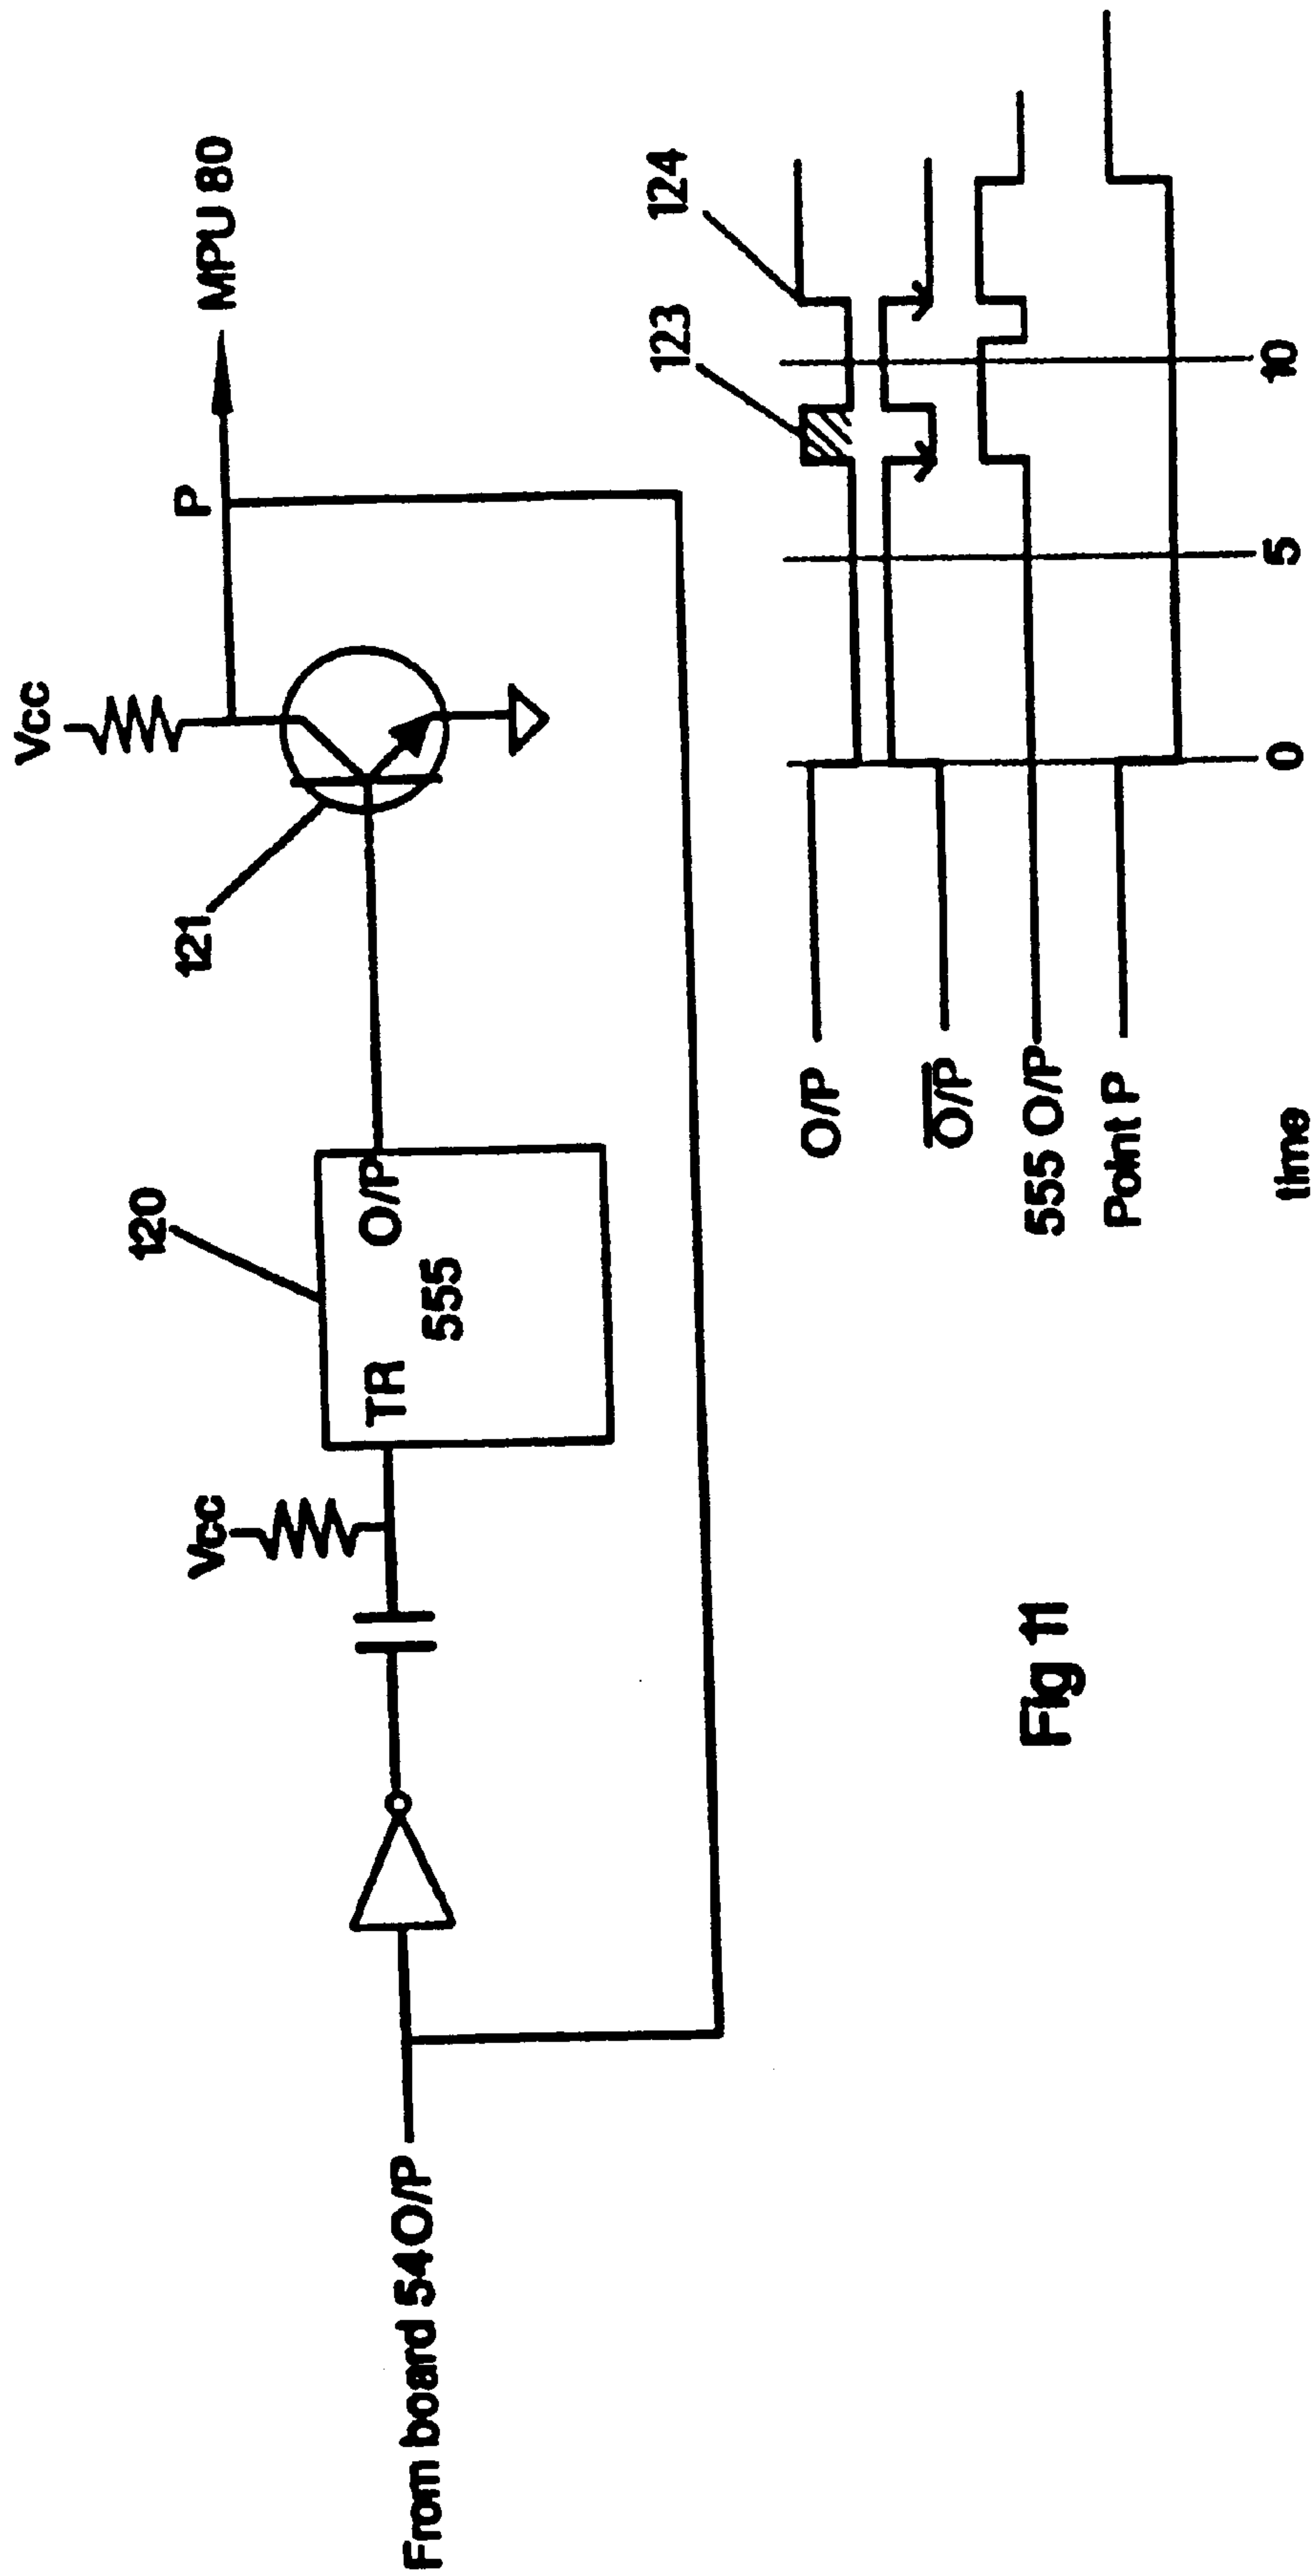 Vcc
MPU 80
P
121
Vcc
120
TR
O/P
555
From board 54 O/P
123
124
O/P
O/P
555 O/P
Point P
time
0
5
10
Fig 11